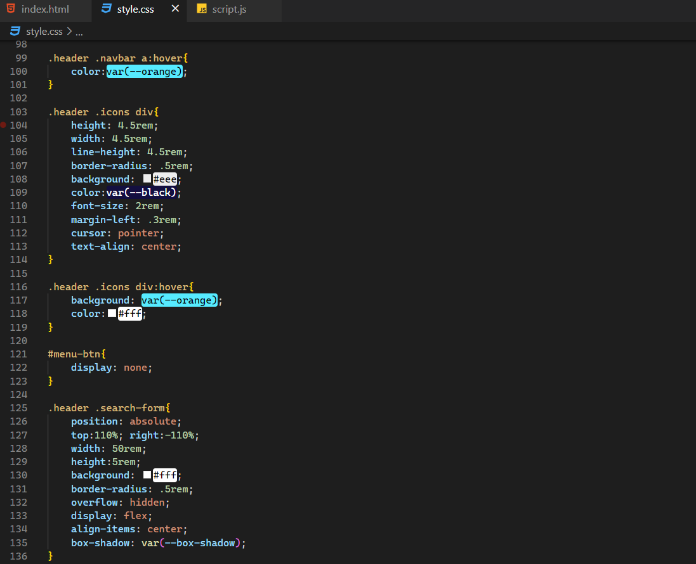 index.html style.css × JS script.js
style.css > ...
98
99 .header .navbar a:hover{
100 color:var(--orange);
101 }
102
103 .header .icons div{
104 height: 4.5rem;
105 width: 4.5rem;
106 line-height: 4.5rem;
107 border-radius: .5rem;
108 background: #eee;
109 color:var(--black);
110 font-size: 2rem;
111 margin-left: .3rem;
112 cursor: pointer;
113 text-align: center;
114 }
115
116 .header .icons div:hover{
117 background: var(--orange);
118 color:#fff;
119 }
120
121 #menu-btn{
122 display: none;
123 }
124
125 .header .search-form{
126 position: absolute;
127 top:110%; right:-110%;
128 width: 50rem;
129 height:5rem;
130 background: #fff;
131 border-radius: .5rem;
132 overflow: hidden;
133 display: flex;
134 align-items: center;
135 box-shadow: var(--box-shadow);
136 }